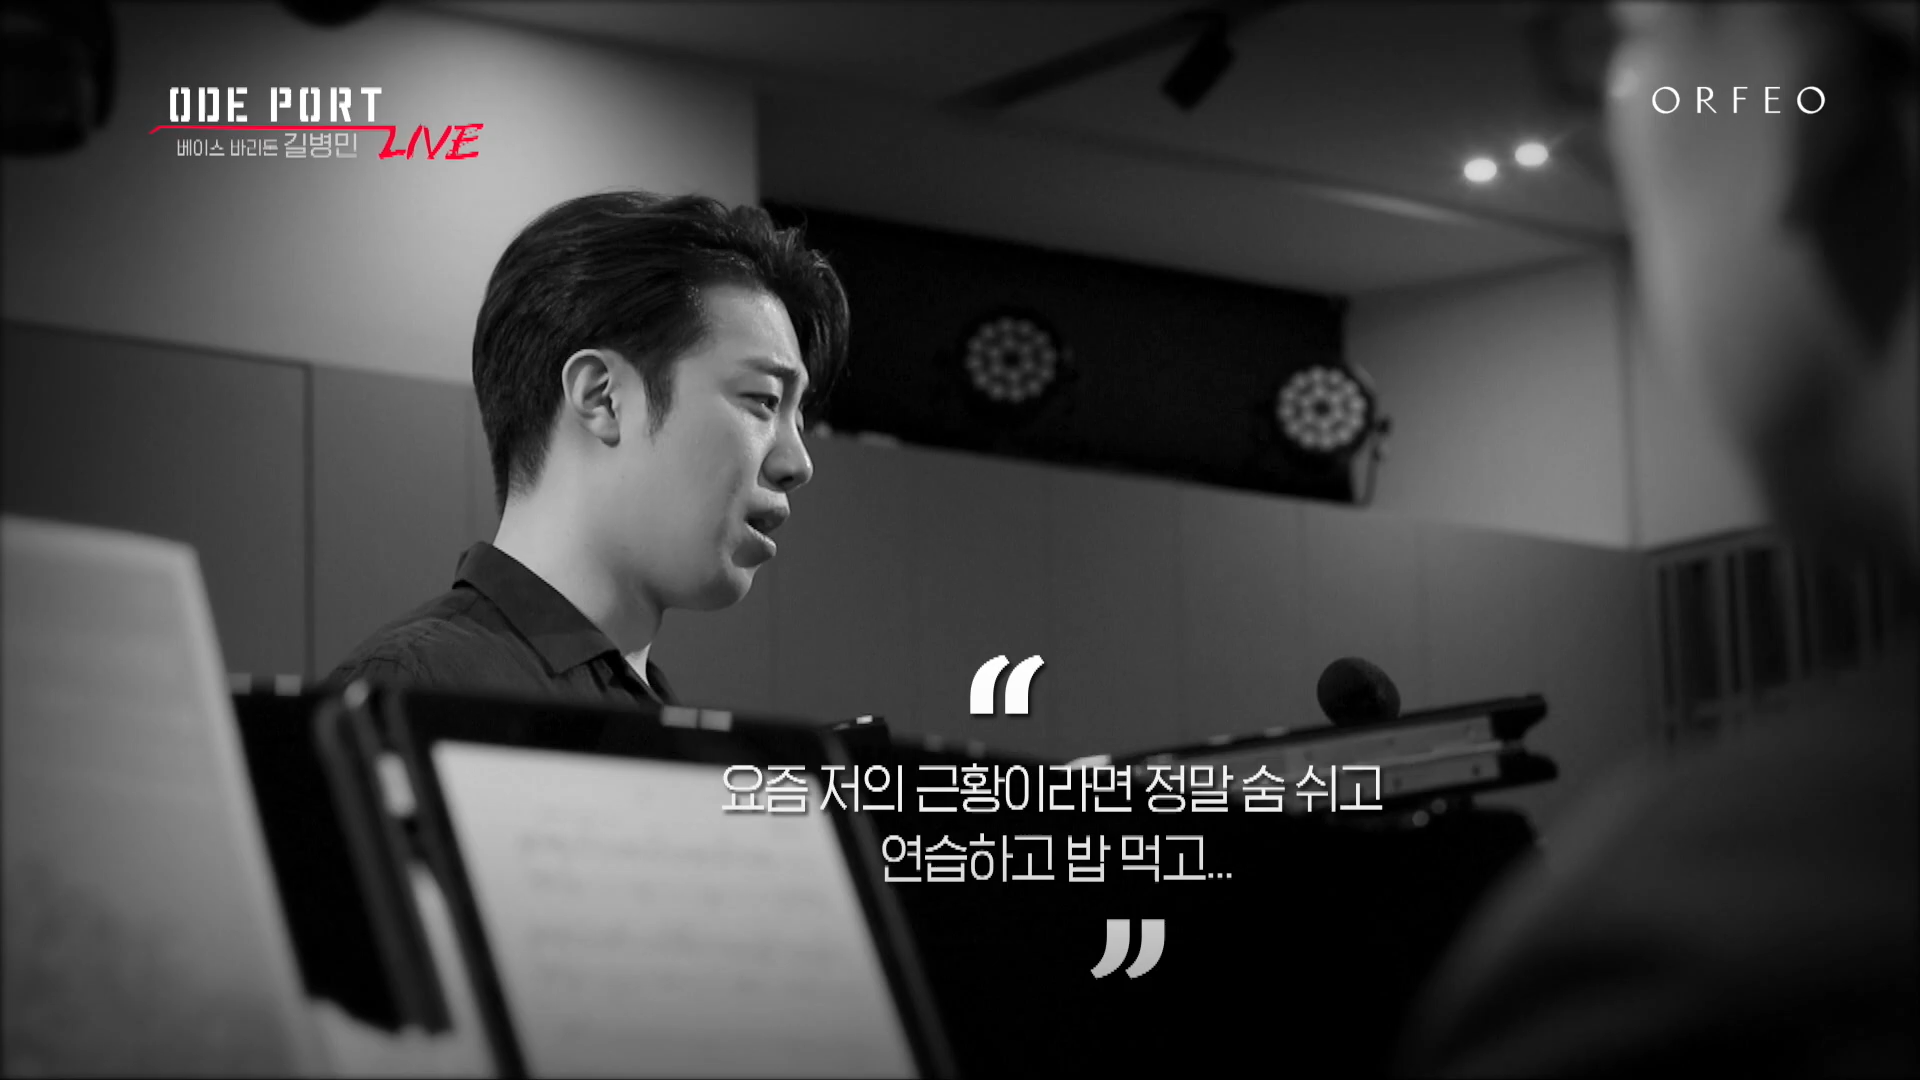 ODE PORT
베이스 바리톤 길병민 LIVE
ORFEO
“
요즘 저의 근황이라면 정말 숨 쉬고
연습하고 밥 먹고...
”